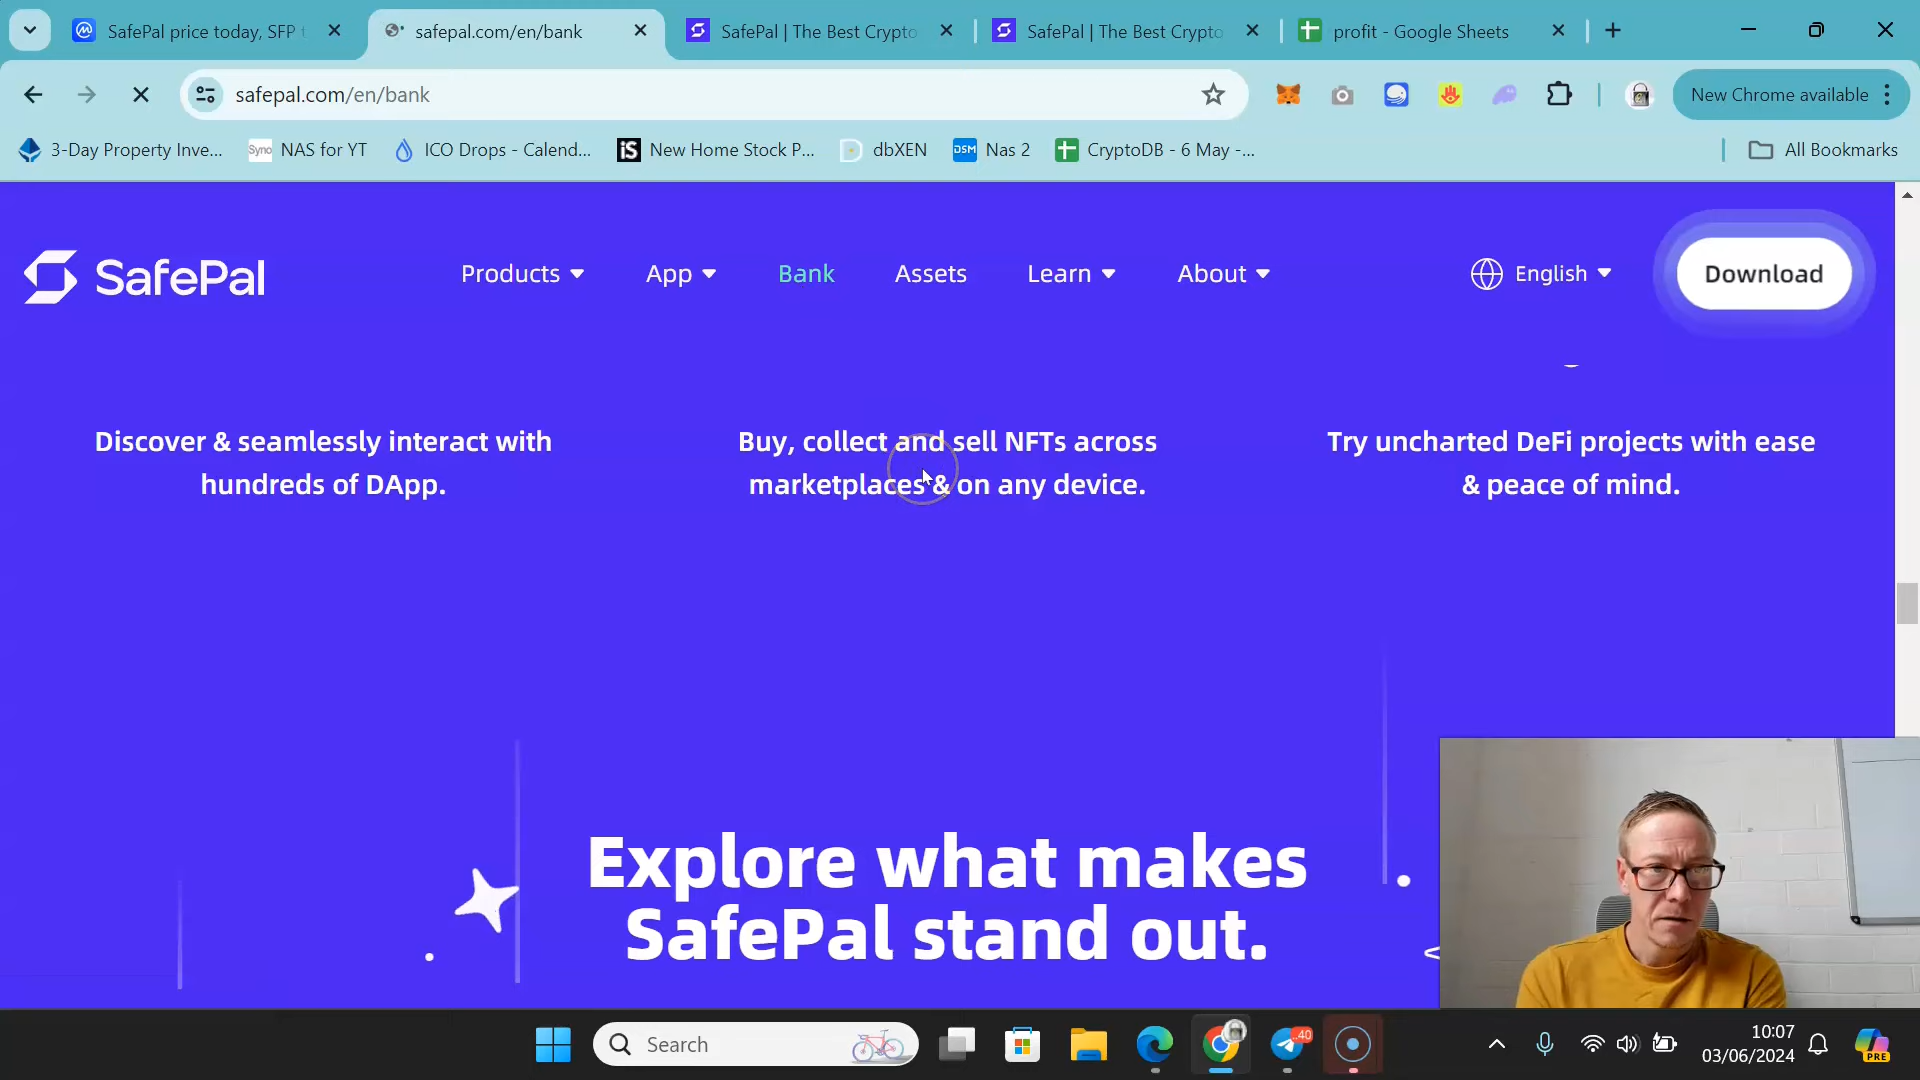 SafePal price today, SFP t
safepal.com/en/bank
SafePal | The Best Crypto
SafePal | The Best Crypto
profit - Google Sheets
safepal.com/en/bank
New Chrome available
3-Day Property Inve...
Syno
NAS for YT
ICO Drops - Calend...
iS
New Home Stock P...
dbXEN
DSM
Nas 2
CryptoDB - 6 May -...
All Bookmarks
SafePal
Products
App
Bank
Assets
Learn
About
English
Download
Discover & seamlessly interact with
hundreds of DApp.
Buy, collect and sell NFTs across
marketplaces & on any device.
Try uncharted DeFi projects with ease
& peace of mind.
Explore what makes
SafePal stand out.
Search
40
10:07
03/06/2024
PRE